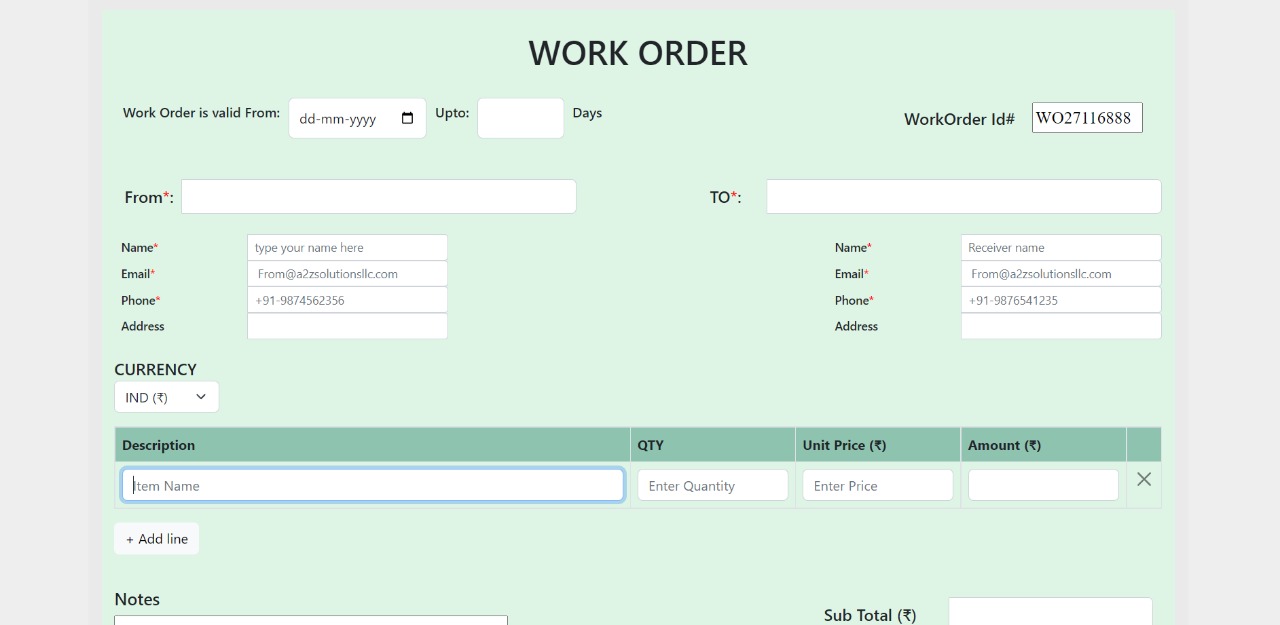 WORK ORDER
Work Order is valid From: dd-mm-yyyy Upto: Days
WorkOrder Id# WO27116888
From*: TO*:
Name* type your name here Name* Receiver name
Email* From@a2zsolutionsllc.com Email* From@a2zsolutionsllc.com
Phone* +91-9874562356 Phone* +91-9876541235
Address Address
CURRENCY
IND (₹)
Description QTY Unit Price (₹) Amount (₹)
Item Name Enter Quantity Enter Price
+ Add line
Notes
Sub Total (₹)